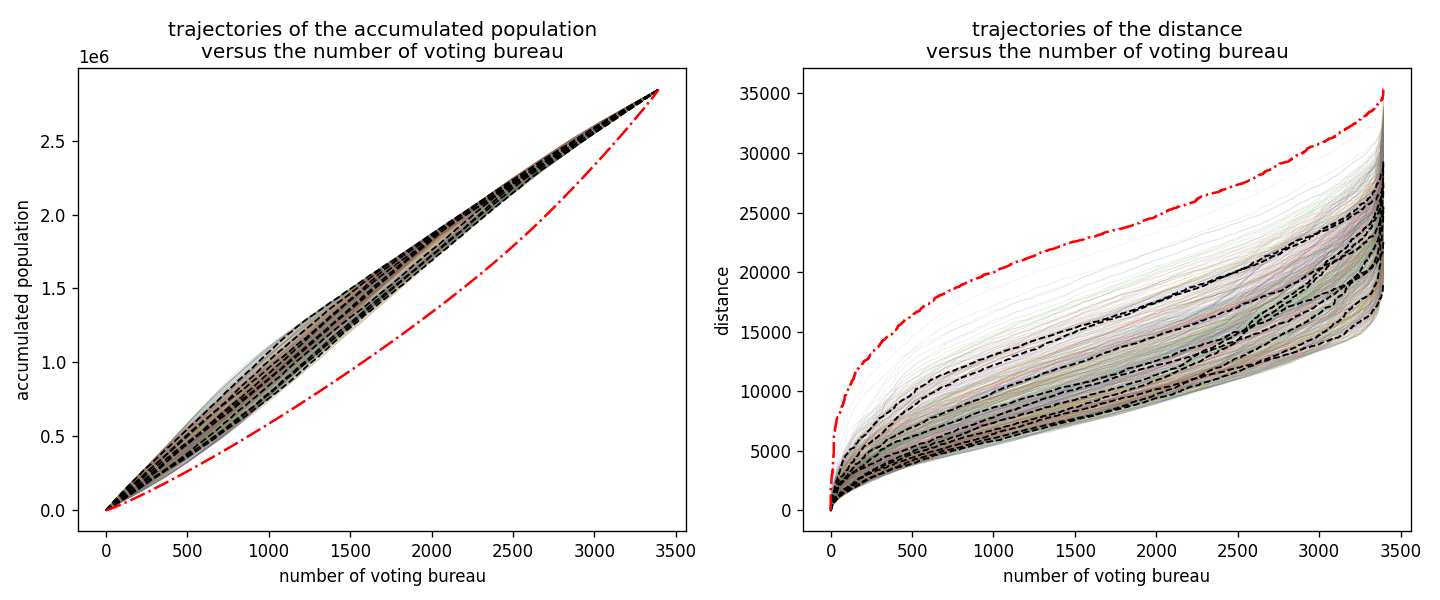 trajectories of the accumulated population
versus the number of voting bureau
1e6
2.5
2.0
1.5
1.0
0.5
0.0
accumulated population
0 500 1000 1500 2000 2500 3000 3500
number of voting bureau
trajectories of the distance
versus the number of voting bureau
35000
30000
25000
20000
15000
10000
5000
0
distance
0 500 1000 1500 2000 2500 3000 3500
number of voting bureau